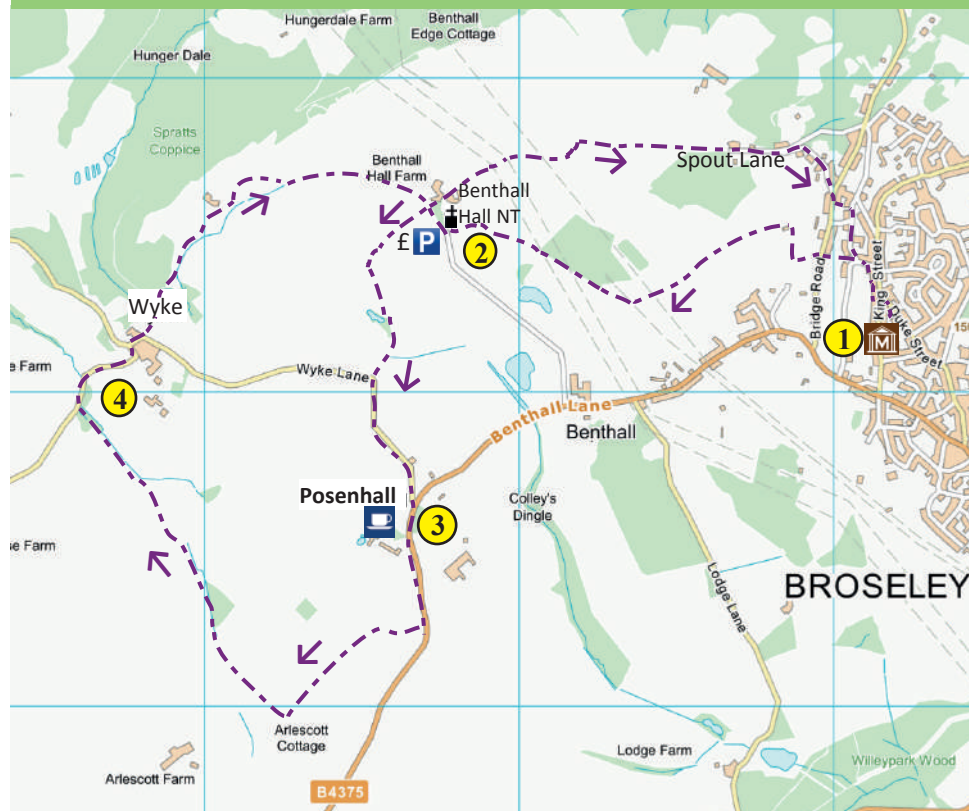 Hungerdale Farm
Benthall
Edge Cottage
Hunger Dale
Spratts
Coppice
Benthall
Hall Farm
Spout Lane
Benthall
Hall NT
£ P
2
Wyke
Bridge Road
King Street
Duke Street
1
M
e Farm
4
Wyke Lane
Benthall Lane
Benthall
Posenhall
3
Colley's
Dingle
se Farm
Lodge Lane
BROSELEY
Arlescott
Cottage
Arlescott Farm
B4375
Lodge Farm
Willeypark Wood